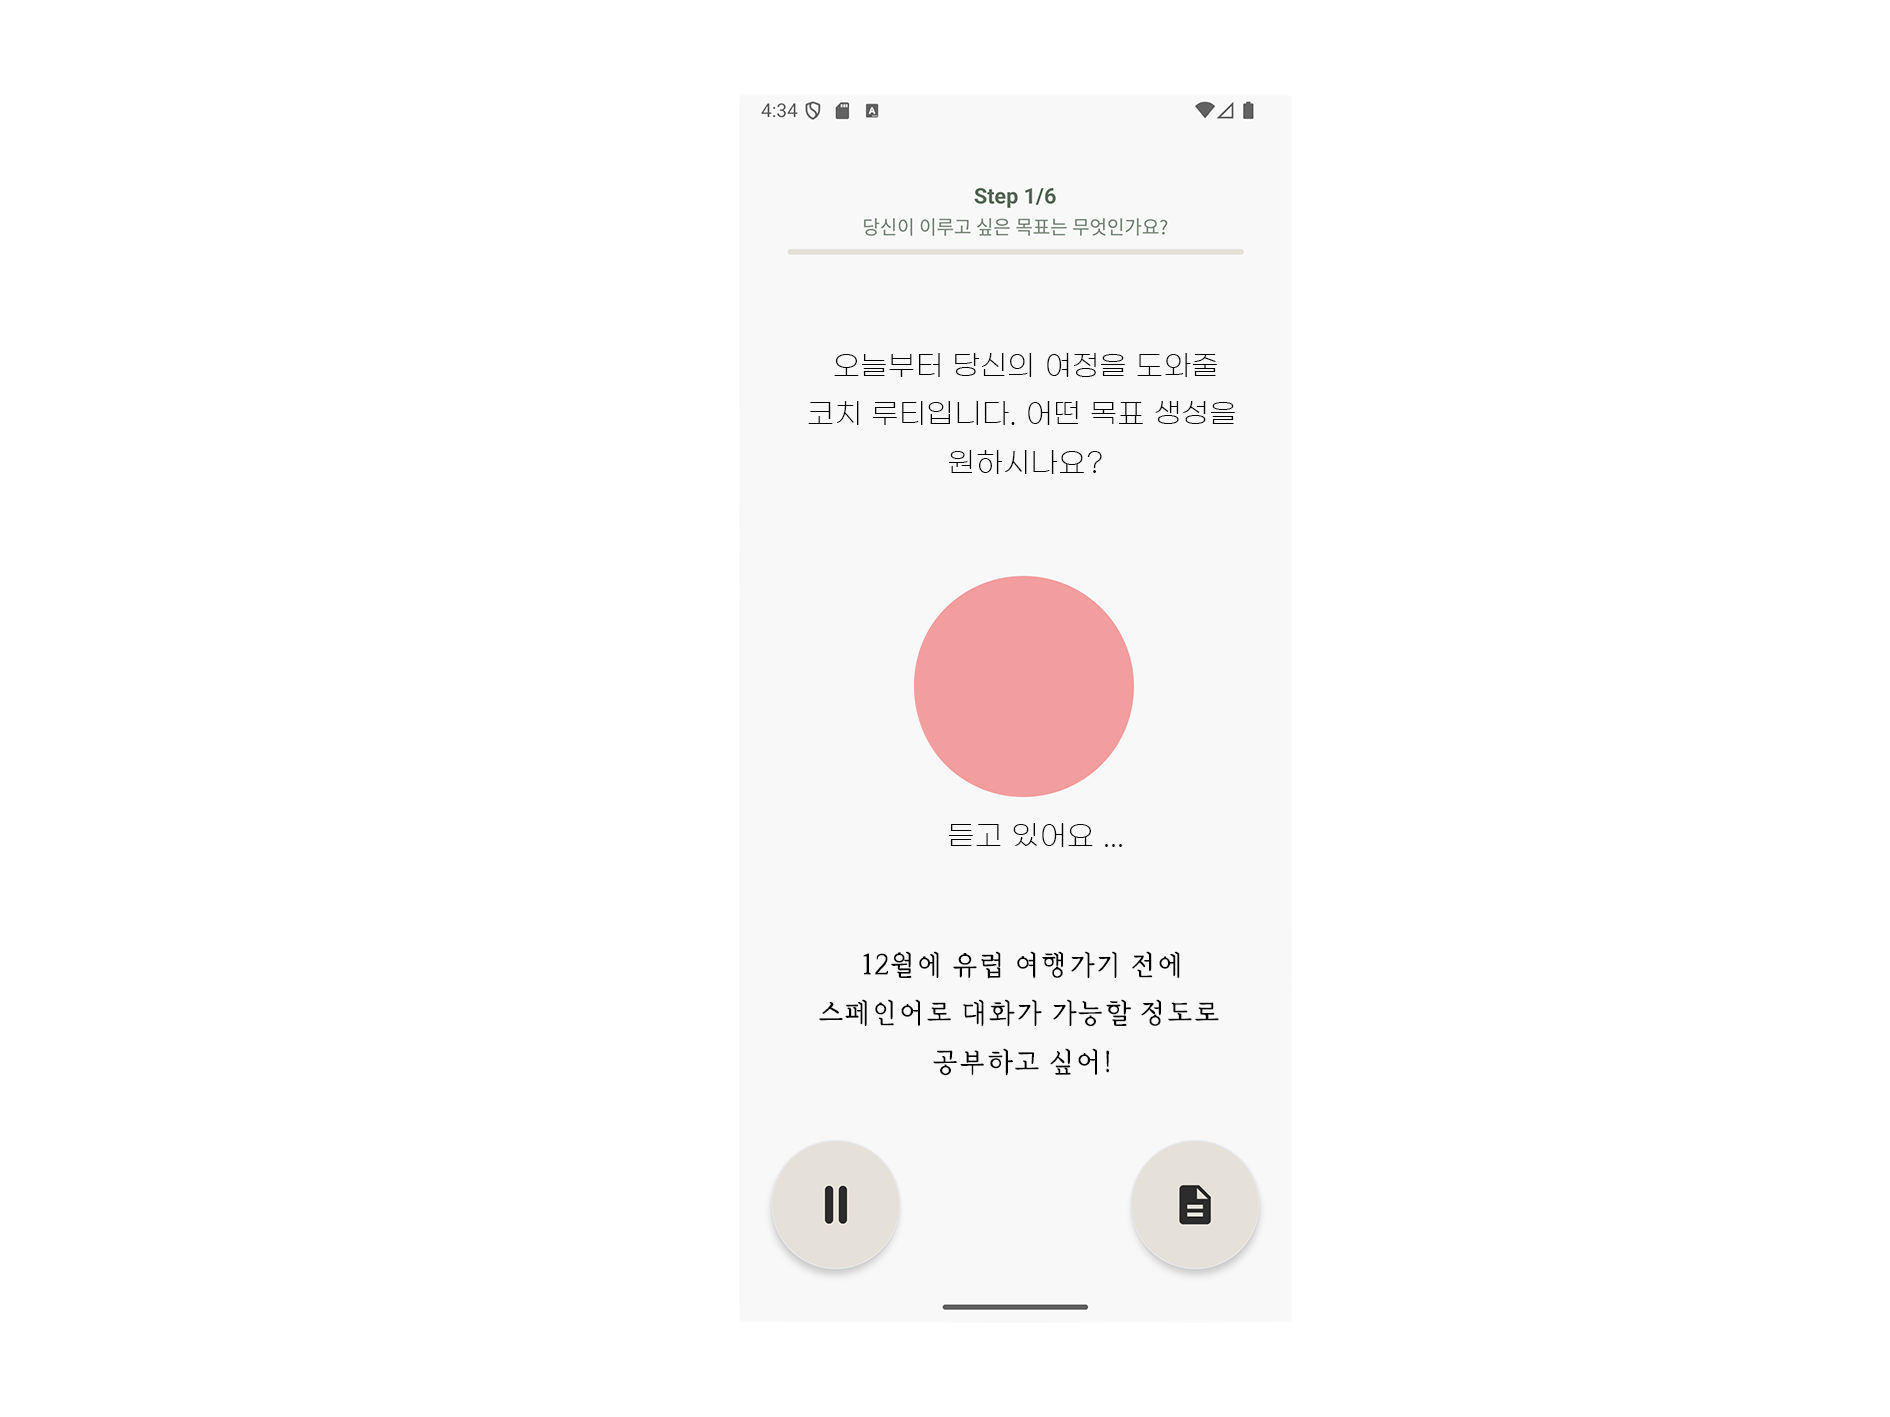 4:34
Step 1/6
당신이 이루고 싶은 목표는 무엇인가요?
오늘부터 당신의 여정을 도와줄
코치 루티입니다. 어떤 목표 생성을
원하시나요?
듣고 있어요 ...
12월에 유럽 여행가기 전에
스페인어로 대화가 가능할 정도로
공부하고 싶어!